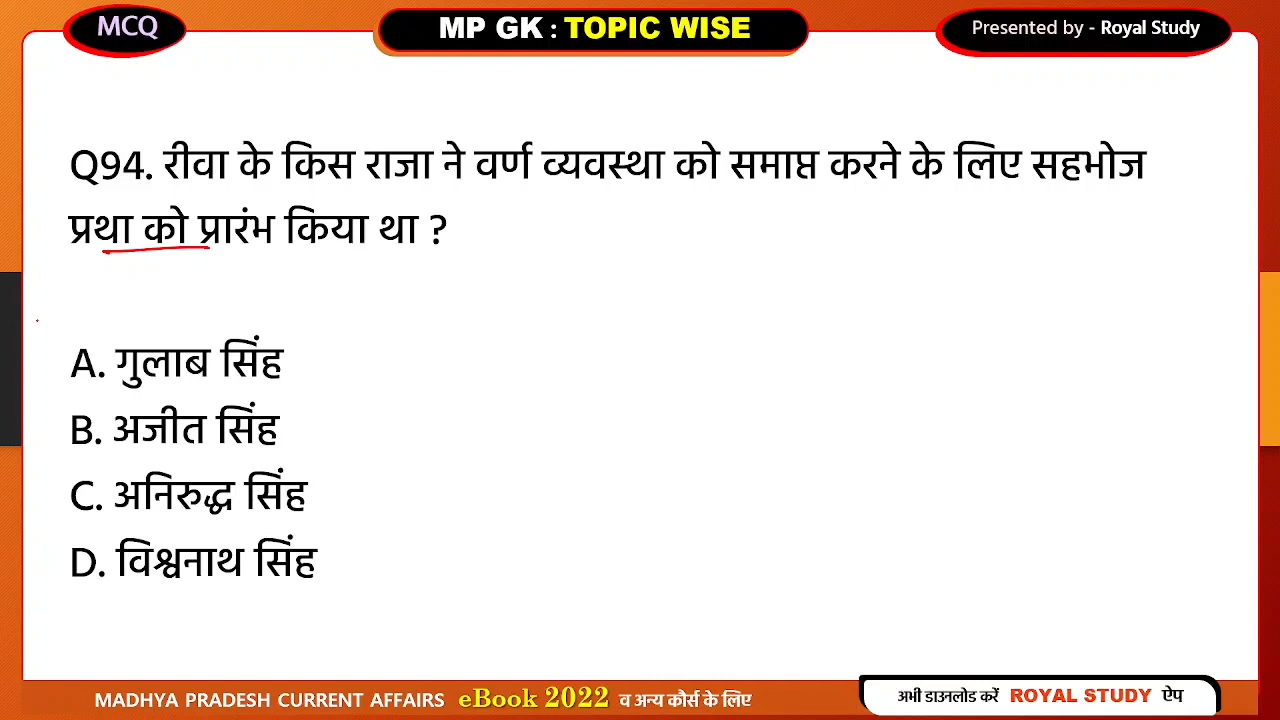 MCQ
MP GK : TOPIC WISE
Presented by - Royal Study
Q94. रीवा के किस राजा ने वर्ण व्यवस्था को समाप्त करने के लिए सहभोज
प्रथा को प्रारंभ किया था ?
A. गुलाब सिंह
B. अजीत सिंह
C. अनिरुद्ध सिंह
D. विश्वनाथ सिंह
MADHYA PRADESH CURRENT AFFAIRS eBook 2022 व अन्य कौर्स के लिए
अभी डाउनलोड करें ROYAL STUDY ऐप